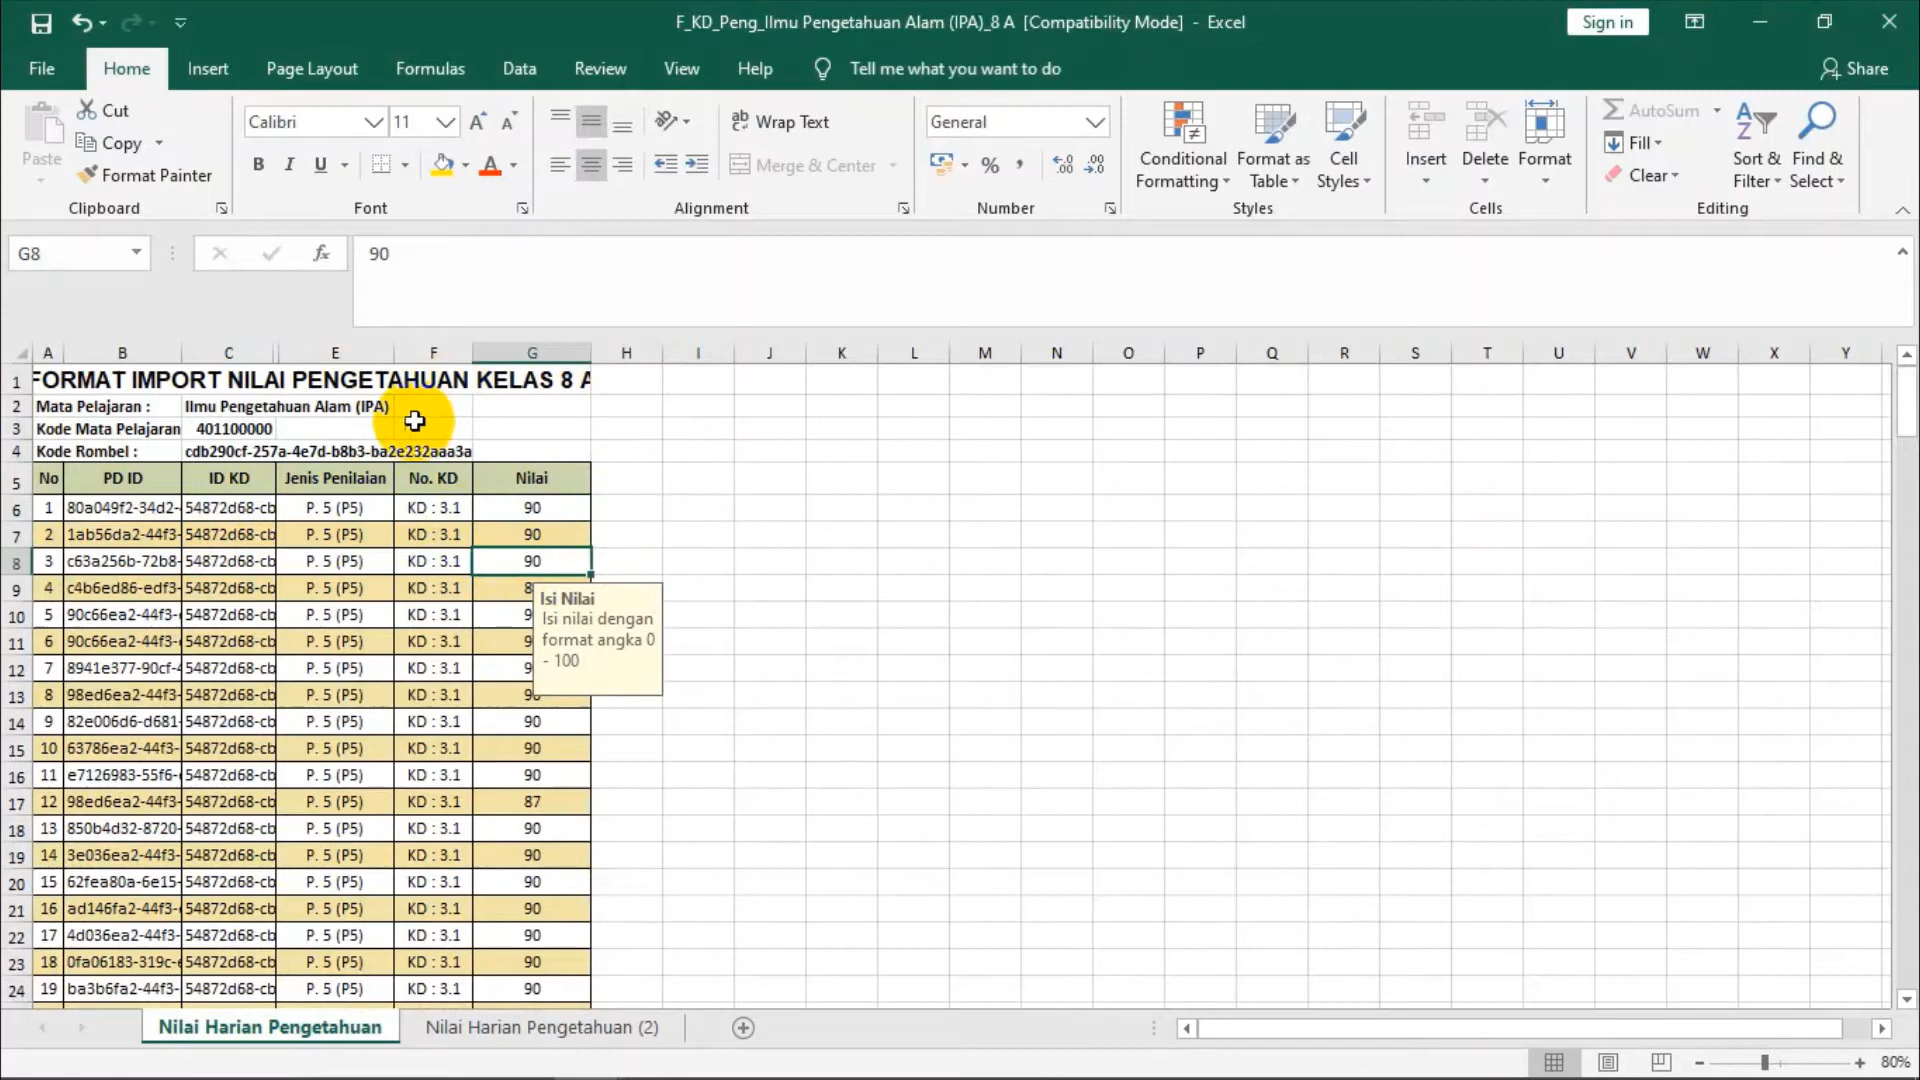 F_KD_Peng_Ilmu Pengetahuan Alam (IPA)_8 A [Compatibility Mode] - Excel
Sign in
File Home Insert Page Layout Formulas Data Review View Help Tell me what you want to do Share
Paste
Cut
Copy
Format Painter
Clipboard
Calibri 11
B I U A
Font
Wrap Text
Merge & Center
Alignment
General
%
Number
Conditional Formatting
Format as Table
Cell Styles
Styles
Insert Delete Format
Cells
AutoSum
Fill
Clear
Sort & Filter
Find & Select
Editing
G8 fx 90
A B C E F G H I J K L M N O P Q R S T U V W X Y
1 FORMAT IMPORT NILAI PENGETAHUAN KELAS 8 A
2 Mata Pelajaran : Ilmu Pengetahuan Alam (IPA)
3 Kode Mata Pelajaran 401100000
4 Kode Rombel : cdb290cf-257a-4e7d-b8b3-ba2e232aaa3a
5 No PD ID ID KD Jenis Penilaian No. KD Nilai
6 1 80a049f2-34d2- 54872d68-cb P. 5 (P5) KD : 3.1 90
7 2 1ab56da2-44f3- 54872d68-cb P. 5 (P5) KD : 3.1 90
8 3 c63a256b-72b8- 54872d68-cb P. 5 (P5) KD : 3.1 90
9 4 c4b6ed86-edf3- 54872d68-cb P. 5 (P5) KD : 3.1
10 5 90c66ea2-44f3- 54872d68-cb P. 5 (P5) KD : 3.1
11 6 90c66ea2-44f3- 54872d68-cb P. 5 (P5) KD : 3.1
12 7 8941e377-90cf- 54872d68-cb P. 5 (P5) KD : 3.1
13 8 98ed6ea2-44f3- 54872d68-cb P. 5 (P5) KD : 3.1
Isi Nilai
Isi nilai dengan
format angka 0
- 100
14 9 82e006d6-d681- 54872d68-cb P. 5 (P5) KD : 3.1 90
15 10 63786ea2-44f3- 54872d68-cb P. 5 (P5) KD : 3.1 90
16 11 e7126983-55f6- 54872d68-cb P. 5 (P5) KD : 3.1 90
17 12 98ed6ea2-44f3- 54872d68-cb P. 5 (P5) KD : 3.1 87
18 13 850b4d32-8720- 54872d68-cb P. 5 (P5) KD : 3.1 90
19 14 3e036ea2-44f3- 54872d68-cb P. 5 (P5) KD : 3.1 90
20 15 62fea80a-6e15- 54872d68-cb P. 5 (P5) KD : 3.1 90
21 16 ad146fa2-44f3- 54872d68-cb P. 5 (P5) KD : 3.1 90
22 17 4d036ea2-44f3- 54872d68-cb P. 5 (P5) KD : 3.1 90
23 18 0fa06183-319c- 54872d68-cb P. 5 (P5) KD : 3.1 90
24 19 ba3b6fa2-44f3- 54872d68-cb P. 5 (P5) KD : 3.1 90
Nilai Harian Pengetahuan Nilai Harian Pengetahuan (2)
80%